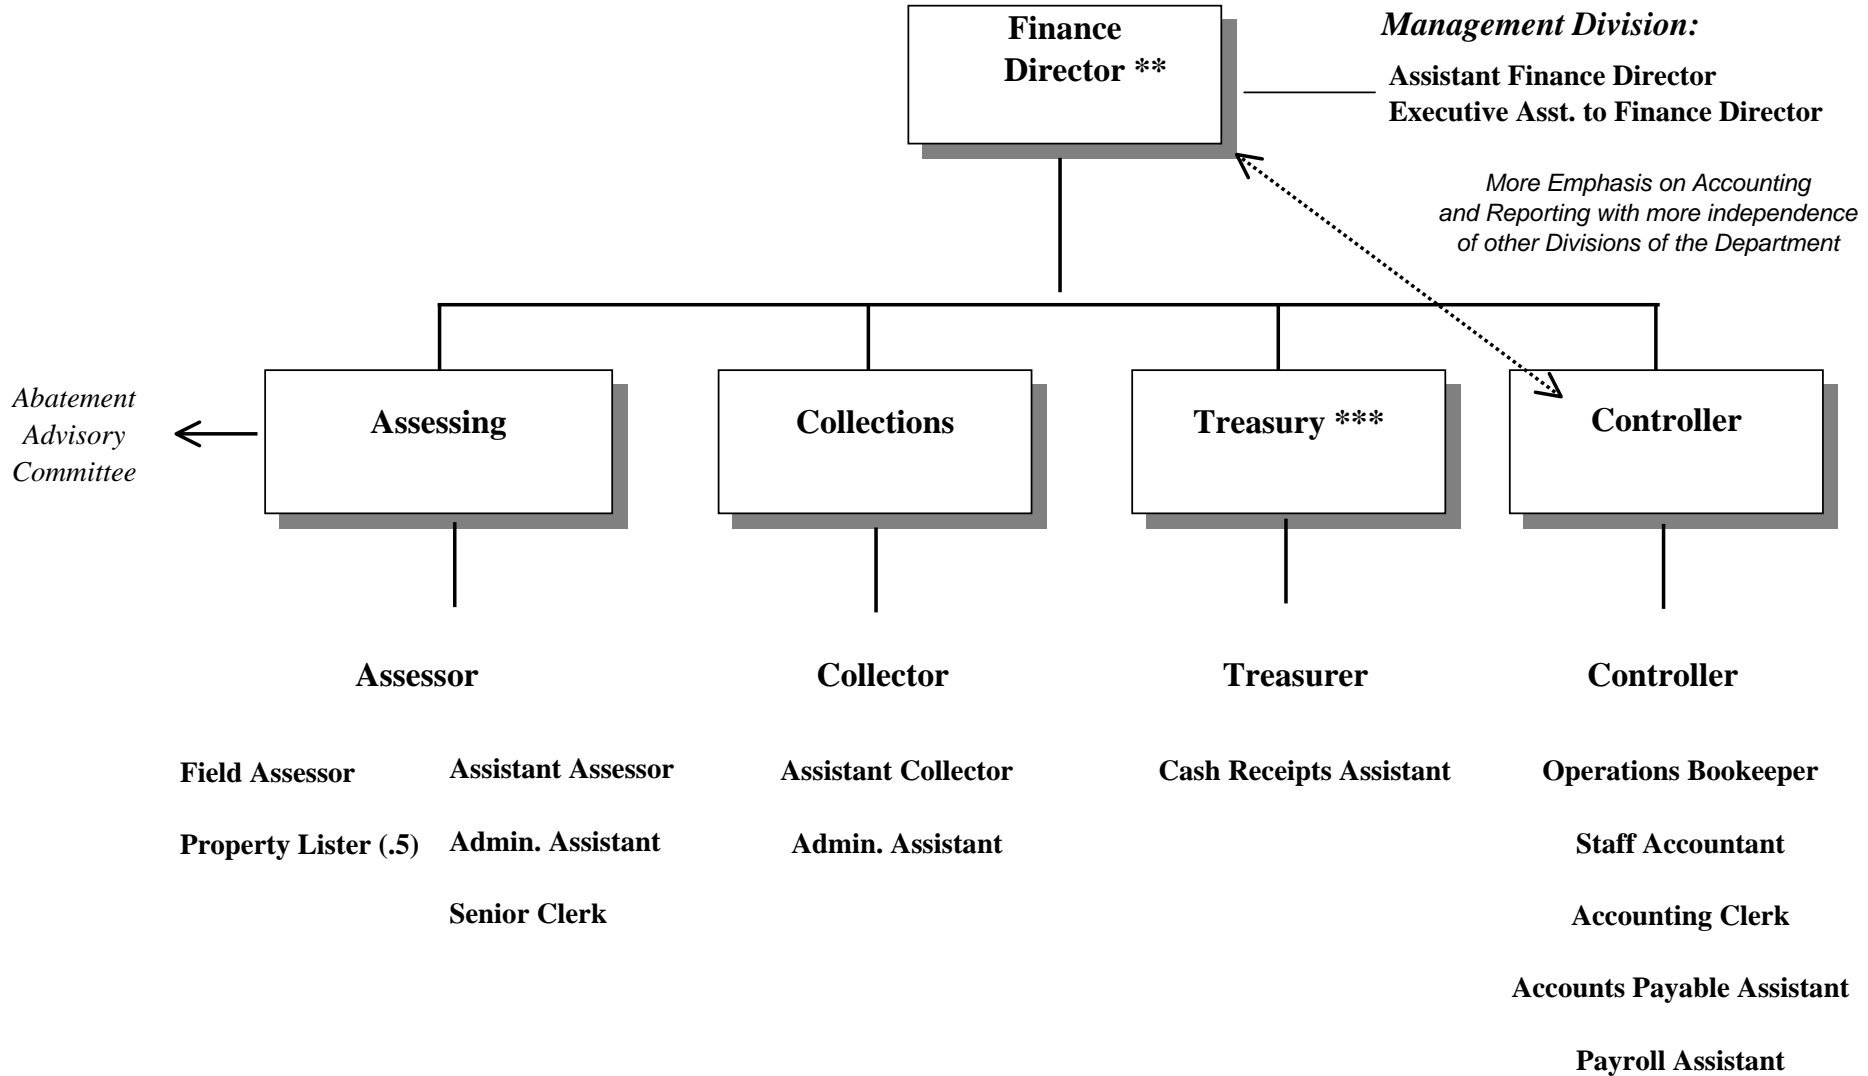 Finance
Director **
Management Division:
Assistant Finance Director
Executive Asst. to Finance Director
More Emphasis on Accounting
and Reporting with more independence
of other Divisions of the Department
Abatement
Advisory
Committee
Assessing
Collections
Treasury ***
Controller
Assessor
Collector
Treasurer
Controller
Field Assessor
Property Lister (.5)
Assistant Assessor
Admin. Assistant
Senior Clerk
Assistant Collector
Admin. Assistant
Cash Receipts Assistant
Operations Bookeeper
Staff Accountant
Accounting Clerk
Accounts Payable Assistant
Payroll Assistant